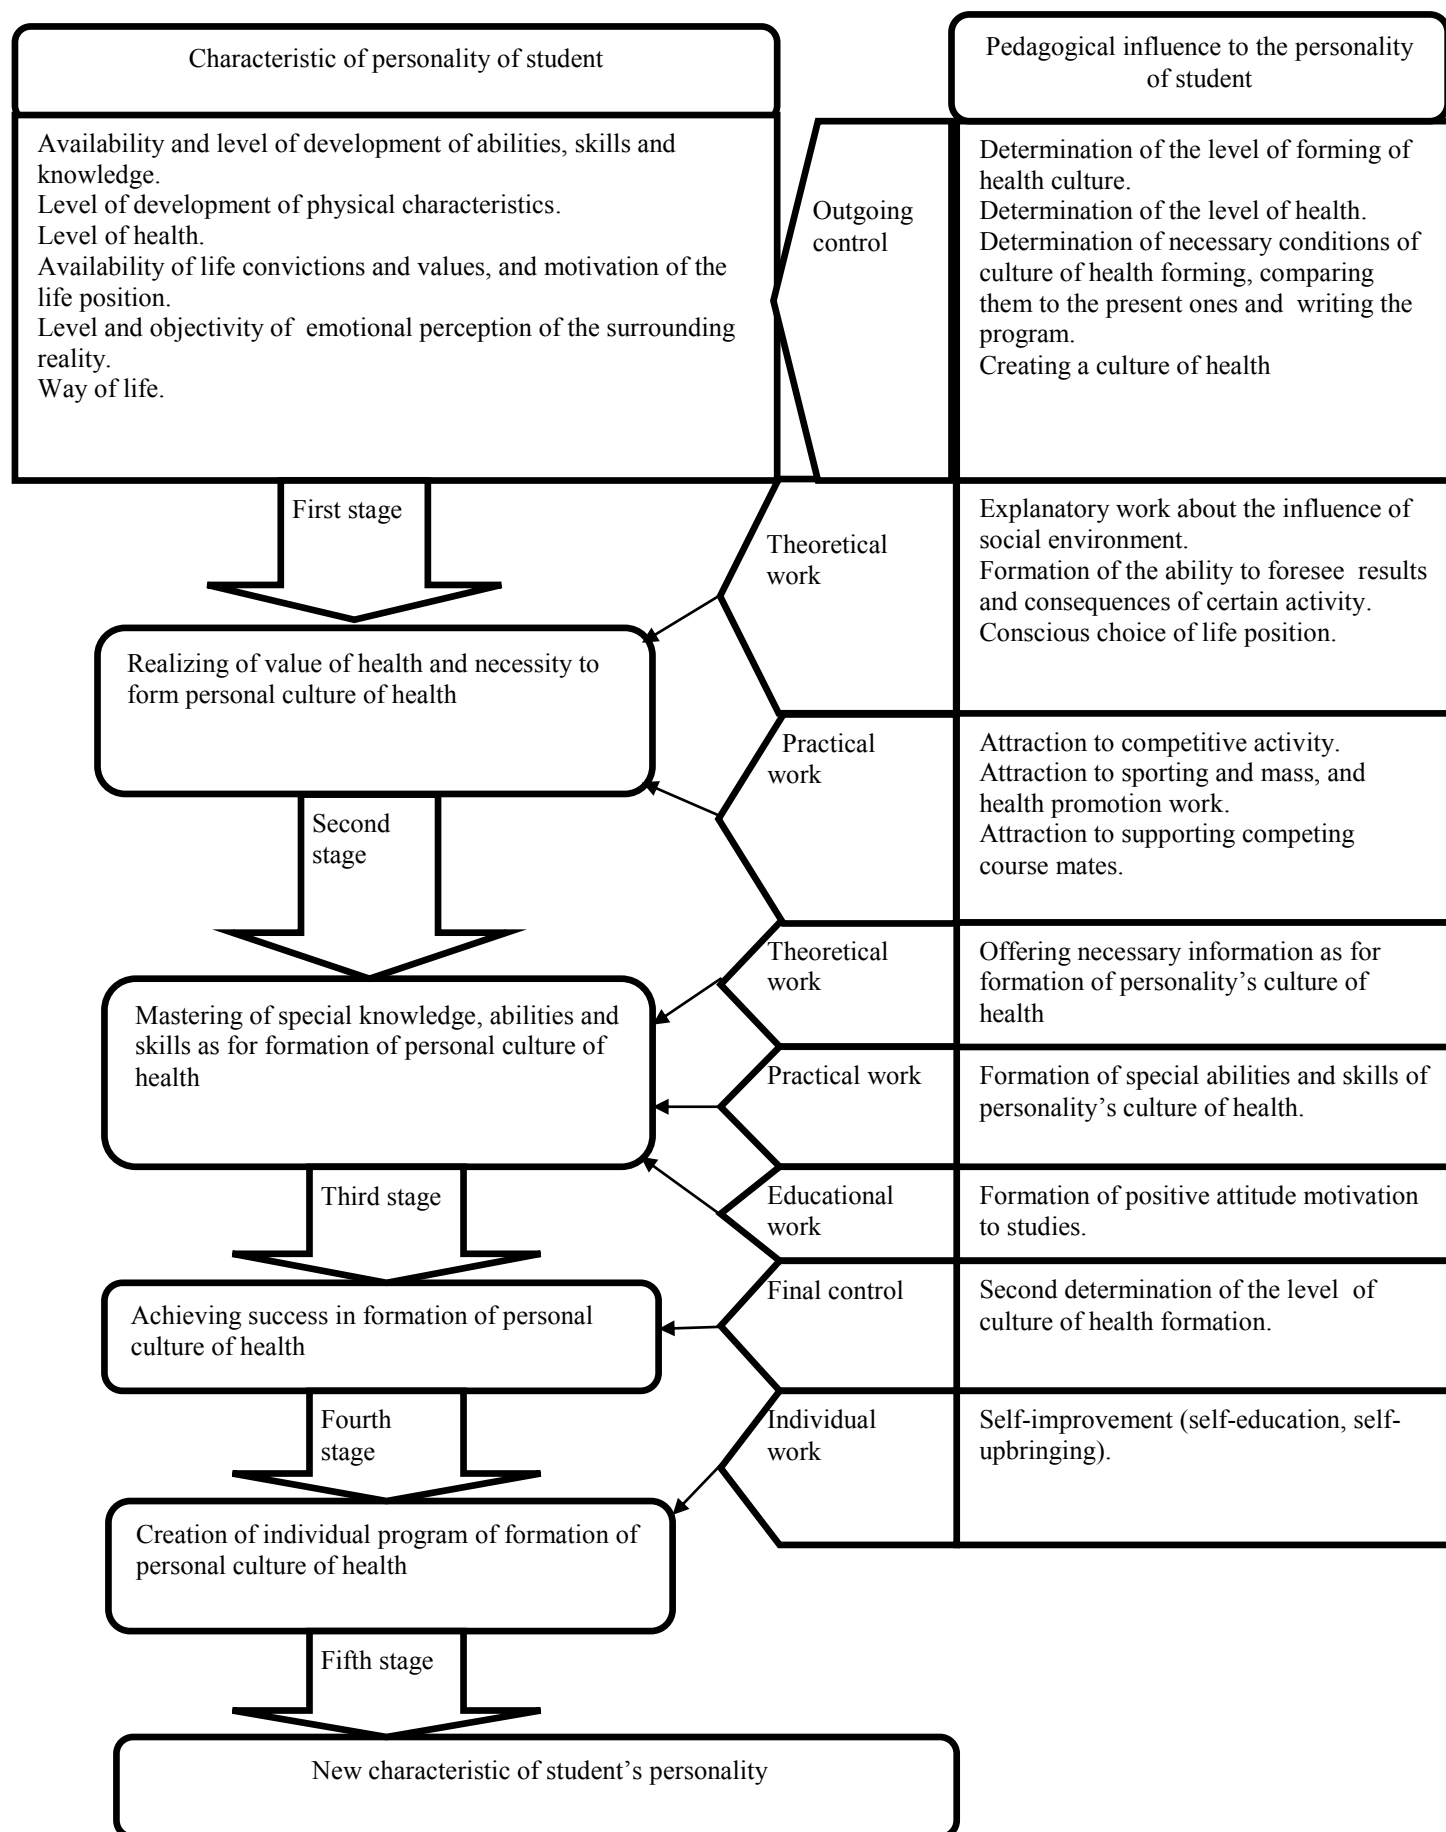 Characteristic of personality of student
Pedagogical influence to the personality
of student
Availability and level of development of abilities, skills and
knowledge.
Level of development of physical characteristics.
Level of health.
Availability of life convictions and values, and motivation of the
life position.
Level and objectivity of emotional perception of the surrounding
reality.
Way of life.
Outgoing
control
Determination of the level of forming of
health culture.
Determination of the level of health.
Determination of necessary conditions of
culture of health forming, comparing
them to the present ones and writing the
program.
Creating a culture of health
First stage
Theoretical
work
Explanatory work about the influence of
social environment.
Formation of the ability to foresee results
and consequences of certain activity.
Conscious choice of life position.
Realizing of value of health and necessity to
form personal culture of health
Practical
work
Attraction to competitive activity.
Attraction to sporting and mass, and
health promotion work.
Attraction to supporting competing
course mates.
Second
stage
Theoretical
work
Offering necessary information as for
formation of personality’s culture of
health
Mastering of special knowledge, abilities and
skills as for formation of personal culture of
health
Practical work
Formation of special abilities and skills of
personality’s culture of health.
Third stage
Educational
work
Formation of positive attitude motivation
to studies.
Achieving success in formation of personal
culture of health
Final control
Second determination of the level of
culture of health formation.
Fourth
stage
Individual
work
Self-improvement (self-education, self-
upbringing).
Creation of individual program of formation of
personal culture of health
Fifth stage
New characteristic of student’s personality